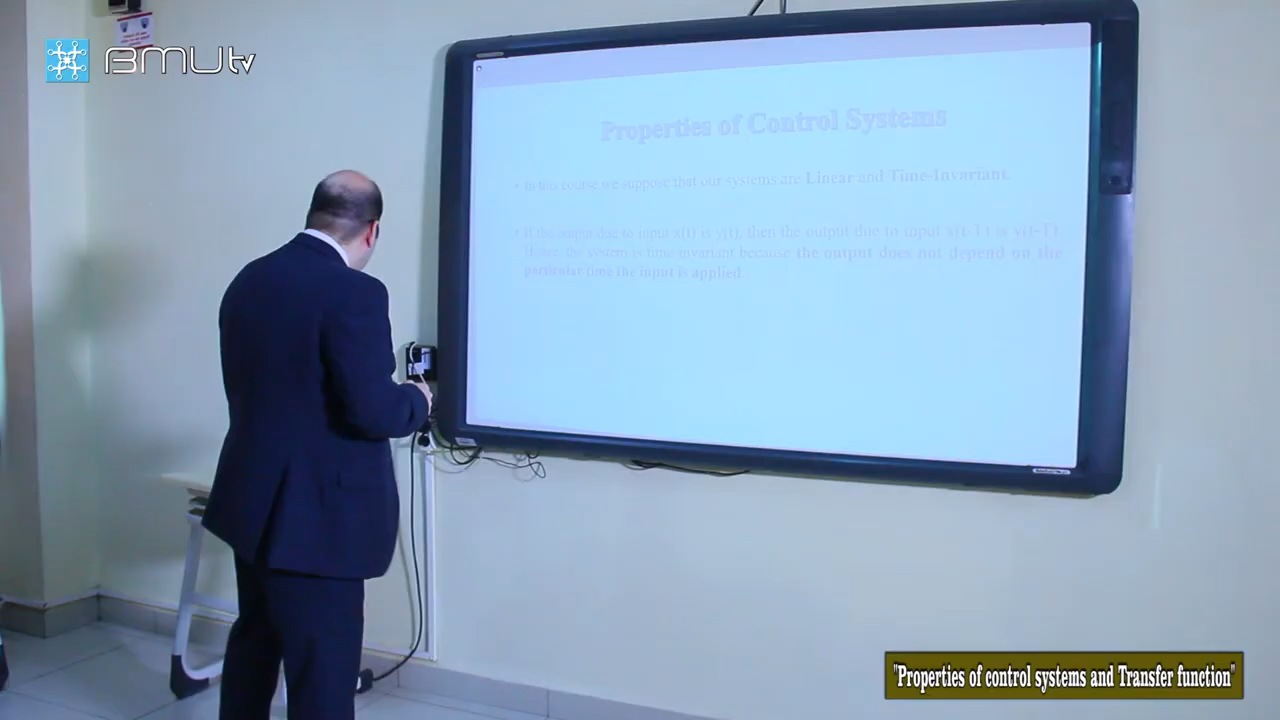 BMUtv
Properties of Control Systems
• In this course we suppose that our systems are Linear and Time-Invariant.
• If the output due to input x(t) is y(t), then the output due to input x(t-T) is y(t-T).
the system is time invariant because the output does not depend on the
particular time the input is applied.
"Properties of control systems and Transfer function"